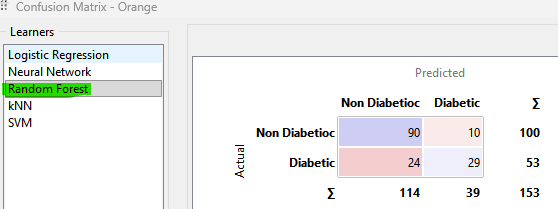 Confusion Matrix - Orange
Learners
Logistic Regression
Neural Network
Random Forest
kNN
SVM
Predicted
Non Diabetioc Diabetic Σ
Actual
Non Diabetioc 90 10 100
Diabetic 24 29 53
Σ 114 39 153